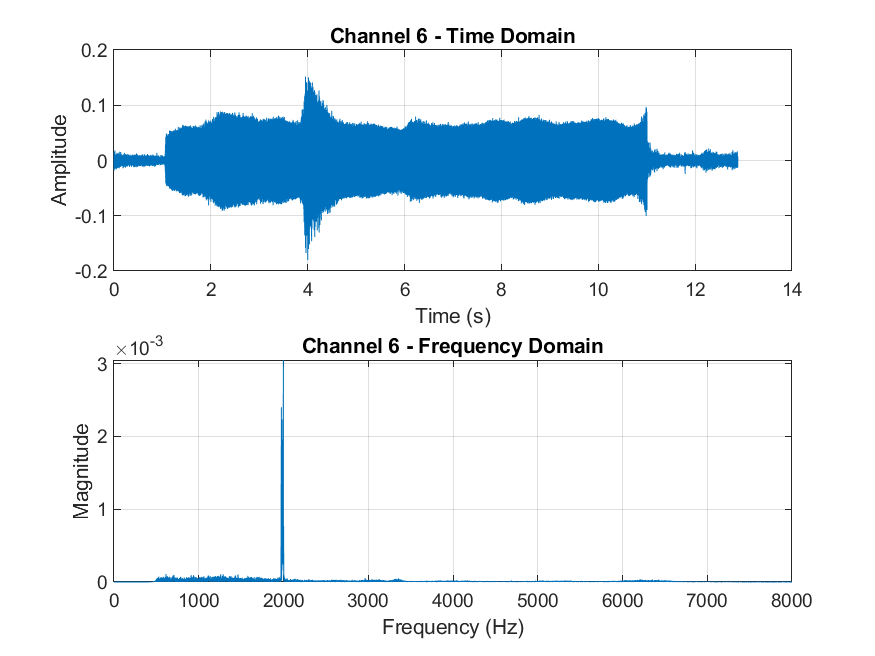 Channel 6 - Time Domain
0.2
0.1
0
-0.1
-0.2
Amplitude
0 2 4 6 8 10 12 14
Time (s)
Channel 6 - Frequency Domain
×10-3
3
2
1
0
Magnitude
0 1000 2000 3000 4000 5000 6000 7000 8000
Frequency (Hz)